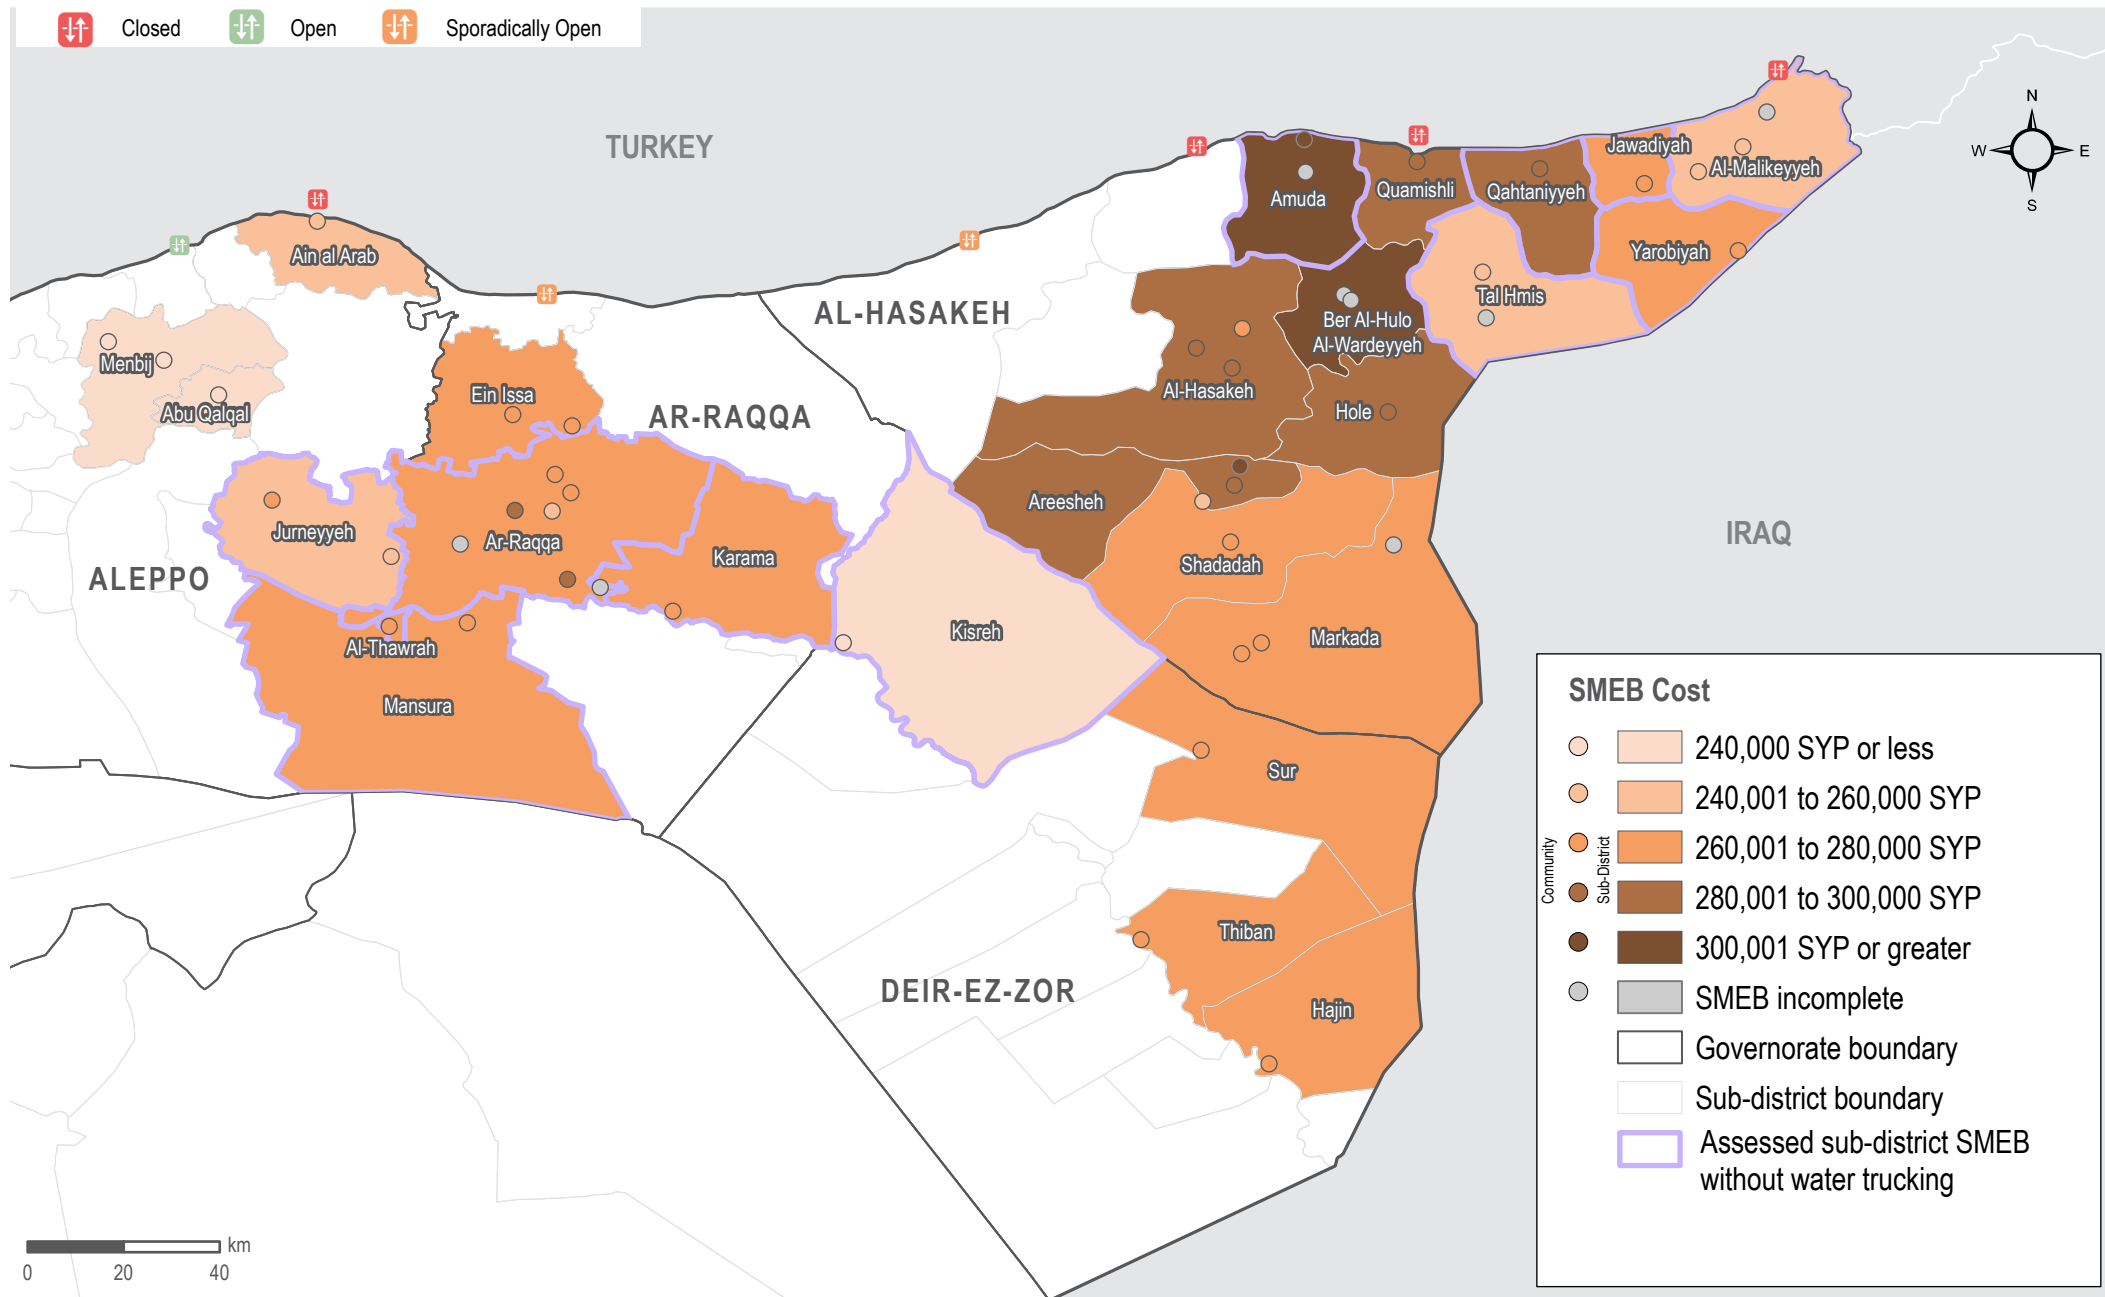 Closed
Open
Sporadically Open
TURKEY
N
W
E
S
Jawadiyah
Al-Malikeyyeh
Amuda
Quamishli
Qahtaniyyeh
Ain al Arab
Yarobiyah
Tal Hmis
AL-HASAKEH
Ber Al-Hulo
Al-Wardeyyeh
Menbij
Abu Qalqal
Ein Issa
AR-RAQQA
Al-Hasakeh
Hole
Areesheh
Jurneyyeh
Ar-Raqqa
Karama
Shadadah
IRAQ
ALEPPO
Kisreh
Markada
Al-Thawrah
Mansura
Sur
Thiban
DEIR-EZ-ZOR
Hajin
SMEB Cost
240,000 SYP or less
240,001 to 260,000 SYP
260,001 to 280,000 SYP
280,001 to 300,000 SYP
300,001 SYP or greater
SMEB incomplete
Governorate boundary
Sub-district boundary
Assessed sub-district SMEB
without water trucking
Community
Sub-District
km
0
20
40